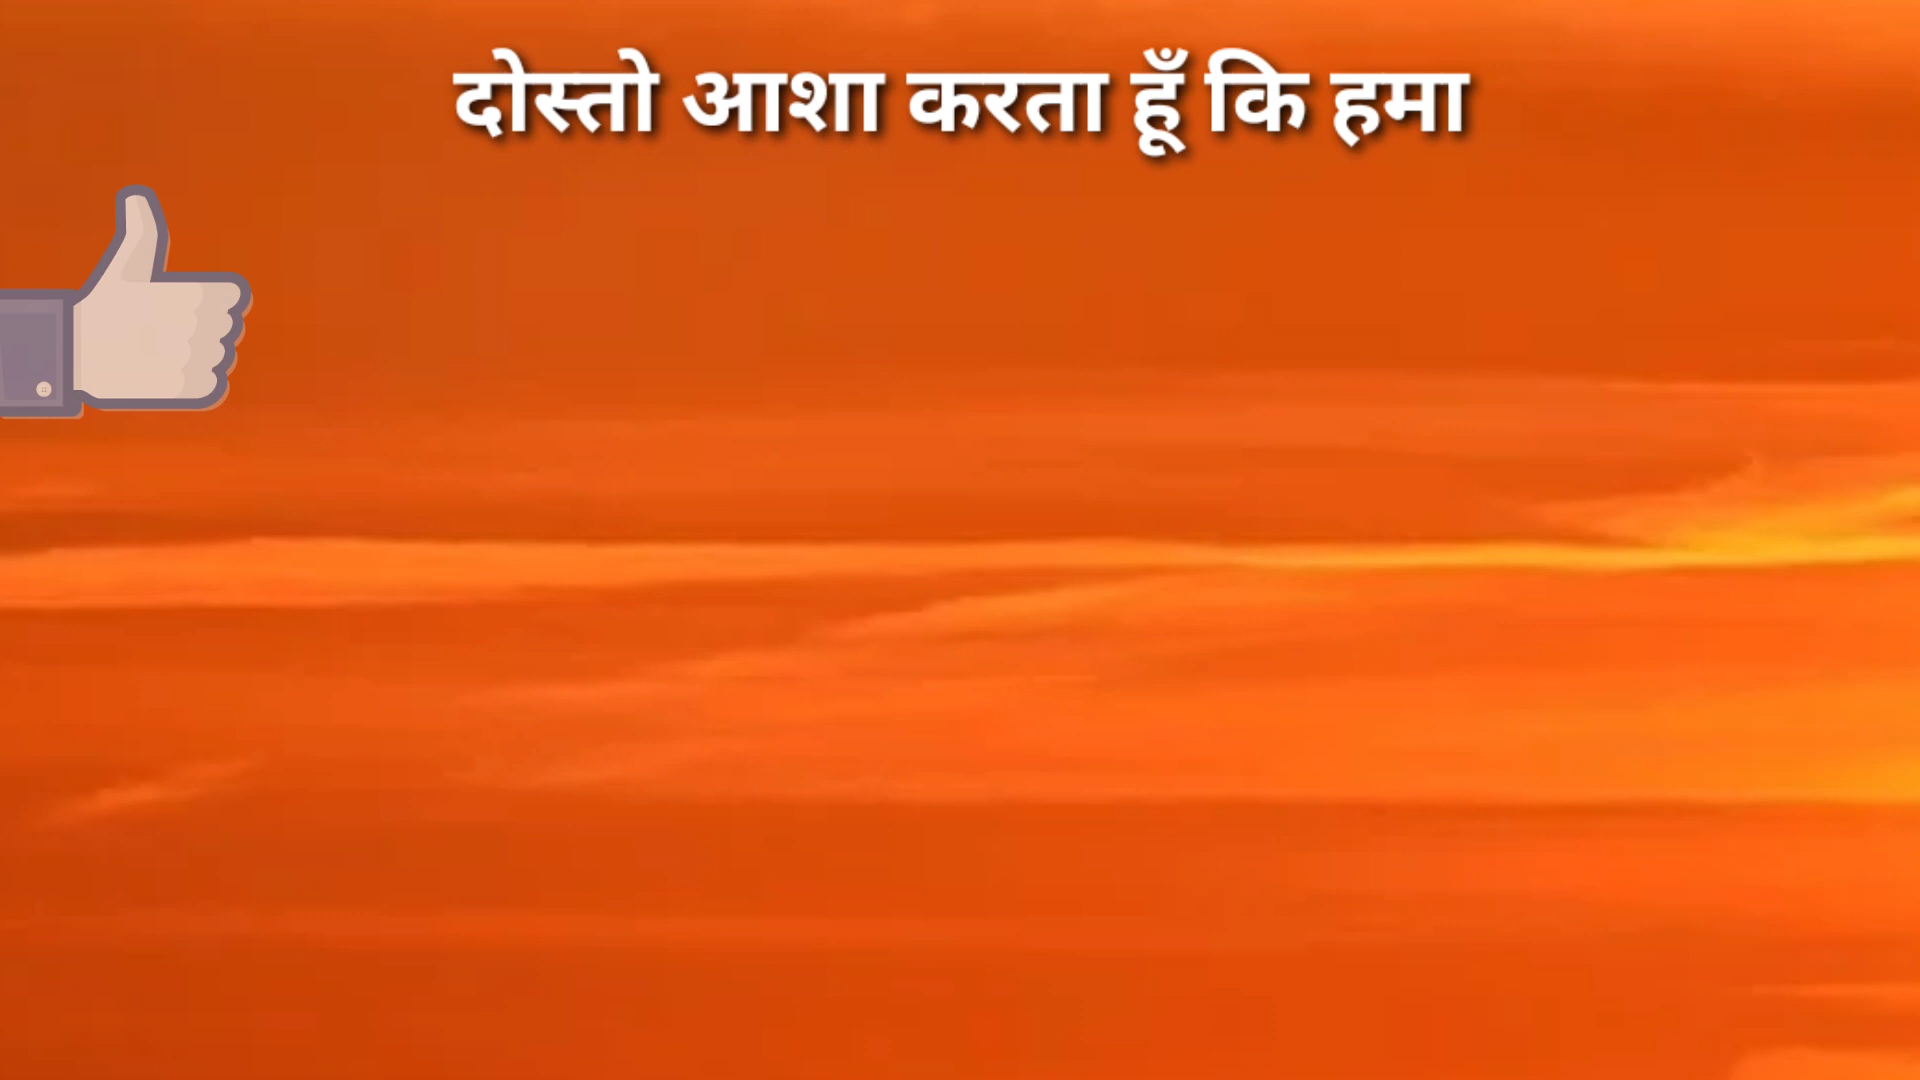 दोस्तो आशा करता हूँ कि हमा